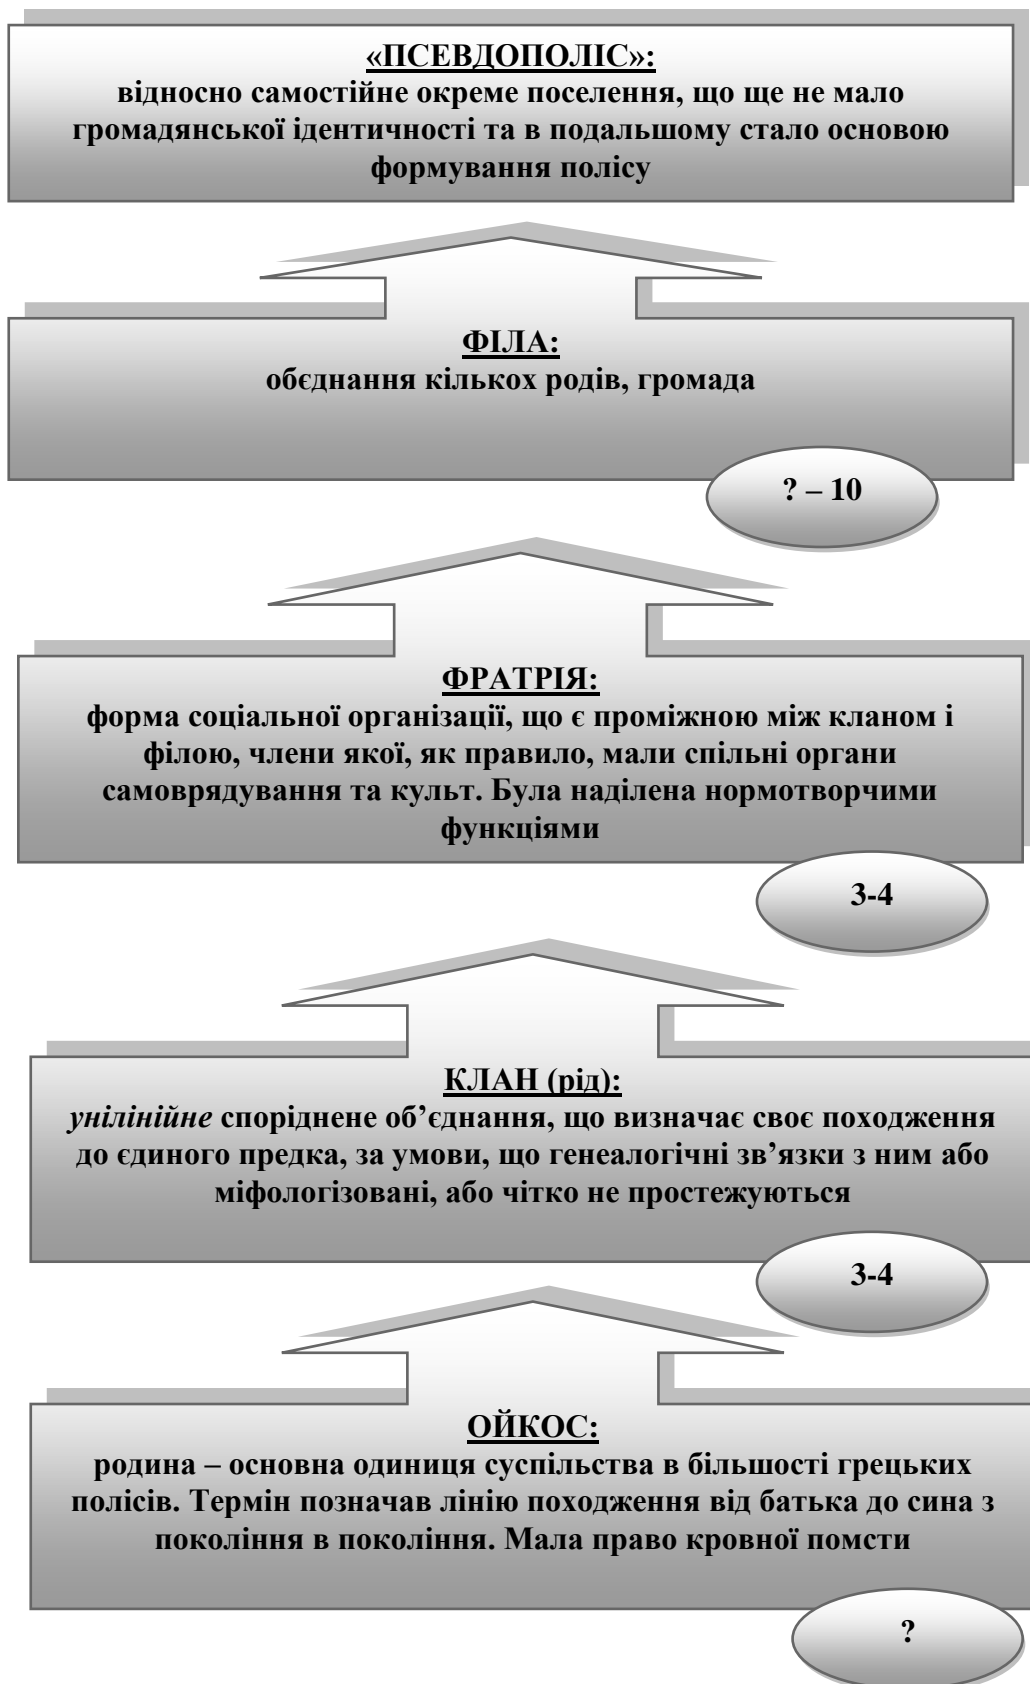 «ПСЕВДОПОЛІС»:
відносно самостійне окреме поселення, що ще не мало
громадянської ідентичності та в подальшому стало основою
формування полісу
ФІЛА:
обєднання кількох родів, громада
? – 10
ФРАТРІЯ:
форма соціальної організації, що є проміжною між кланом і
філою, члени якої, як правило, мали спільні органи
самоврядування та культ. Була наділена нормотворчими
функціями
3-4
КЛАН (рід):
унілінійне споріднене об’єднання, що визначає своє походження
до єдиного предка, за умови, що генеалогічні зв’язки з ним або
міфологізовані, або чітко не простежуються
3-4
ОЙКОС:
родина – основна одиниця суспільства в більшості грецьких
полісів. Термін позначав лінію походження від батька до сина з
покоління в покоління. Мала право кровної помсти
?